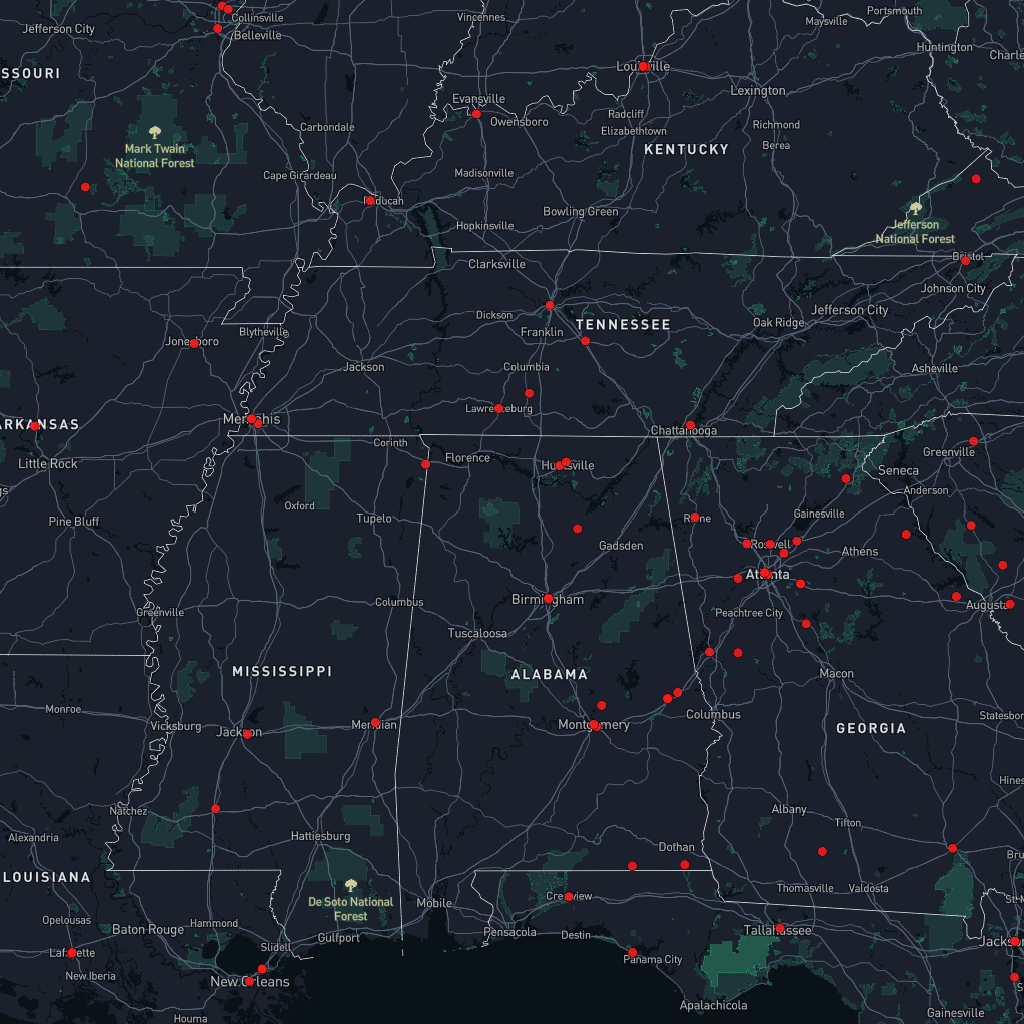 Jefferson City
Collinsville
Belleville
Vincennes
Maysville
Portsmouth
Huntington
Charle
SSOURI
Louisville
Lexington
Evansville
Owensboro
Radcliff
Elizabethtown
Richmond
Berea
KENTUCKY
Carbondale
Mark Twain
National Forest
Cape Girardeau
Madisonville
Paducah
Hopkinsville
Bowling Green
Jefferson
National Forest
Clarksville
Bristol
Johnson City
Dickson
TENNESSEE
Franklin
Oak Ridge
Jefferson City
Blytheville
Jonesboro
Jackson
Columbia
Asheville
Lawrenceburg
Memphis
ARKANSAS
Corinth
Chattanooga
Little Rock
Florence
Huntsville
Greenville
Seneca
Anderson
gs
Oxford
Tupelo
Pine Bluff
Rome
Gainesville
Gadsden
Roswell
Athens
Atlanta
Birmingham
Columbus
Greenville
Peachtree City
Augusta
Tuscaloosa
MISSISSIPPI
ALABAMA
Macon
Monroe
Vicksburg
Jackson
Meridian
Montgomery
Columbus
GEORGIA
Statesbor
Hines
Natchez
Albany
Tifton
Alexandria
Hattiesburg
Dothan
Bru
LOUISIANA
De Soto National
Forest
Mobile
Crestview
Thomasville
Valdosta
St. M
Opelousas
Baton Rouge
Hammond
Gulfport
Pensacola
Destin
Tallahassee
Jackso
Lafayette
Slidell
Panama City
New Iberia
New Orleans
S
Apalachicola
Gainesville
Houma